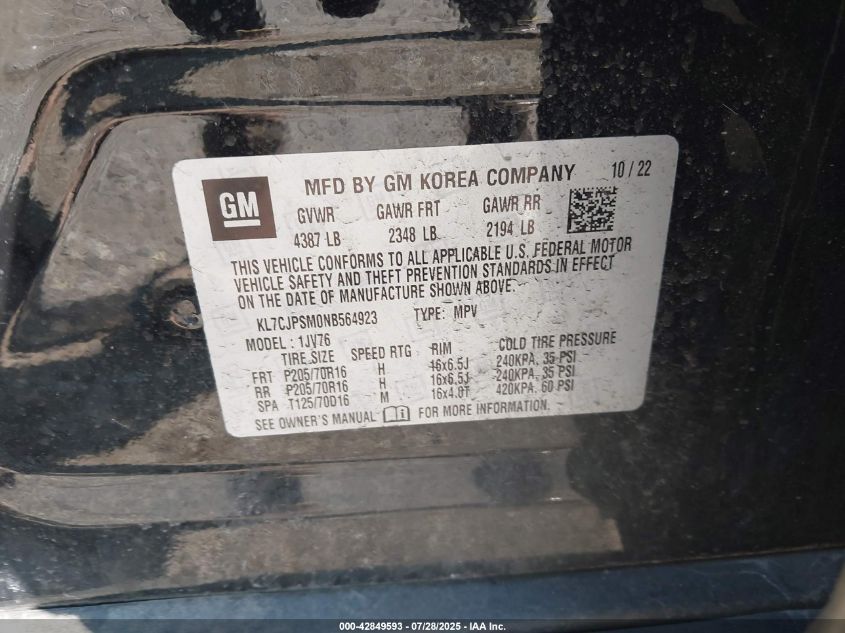 GM
MFD BY GM KOREA COMPANY 10 / 22
GVWR GAWR FRT GAWR RR
4387 LB 2348 LB 2194 LB
THIS VEHICLE CONFORMS TO ALL APPLICABLE U.S. FEDERAL MOTOR
VEHICLE SAFETY AND THEFT PREVENTION STANDARDS IN EFFECT
ON THE DATE OF MANUFACTURE SHOWN ABOVE.
KL7CJPSM0NB564923 TYPE: MPV
MODEL : 1JV76
TIRE SIZE SPEED RTG RIM COLD TIRE PRESSURE
FRT P205/70R16 H 16x6.5J 240KPA, 35 PSI
RR P205/70R16 H 16x6.5J 240KPA, 35 PSI
SPA T125/70D16 M 16x4.0T 420KPA, 60 PSI
SEE OWNER'S MANUAL FOR MORE INFORMATION.
000-42849593 - 07/28/2025 - IAA Inc.